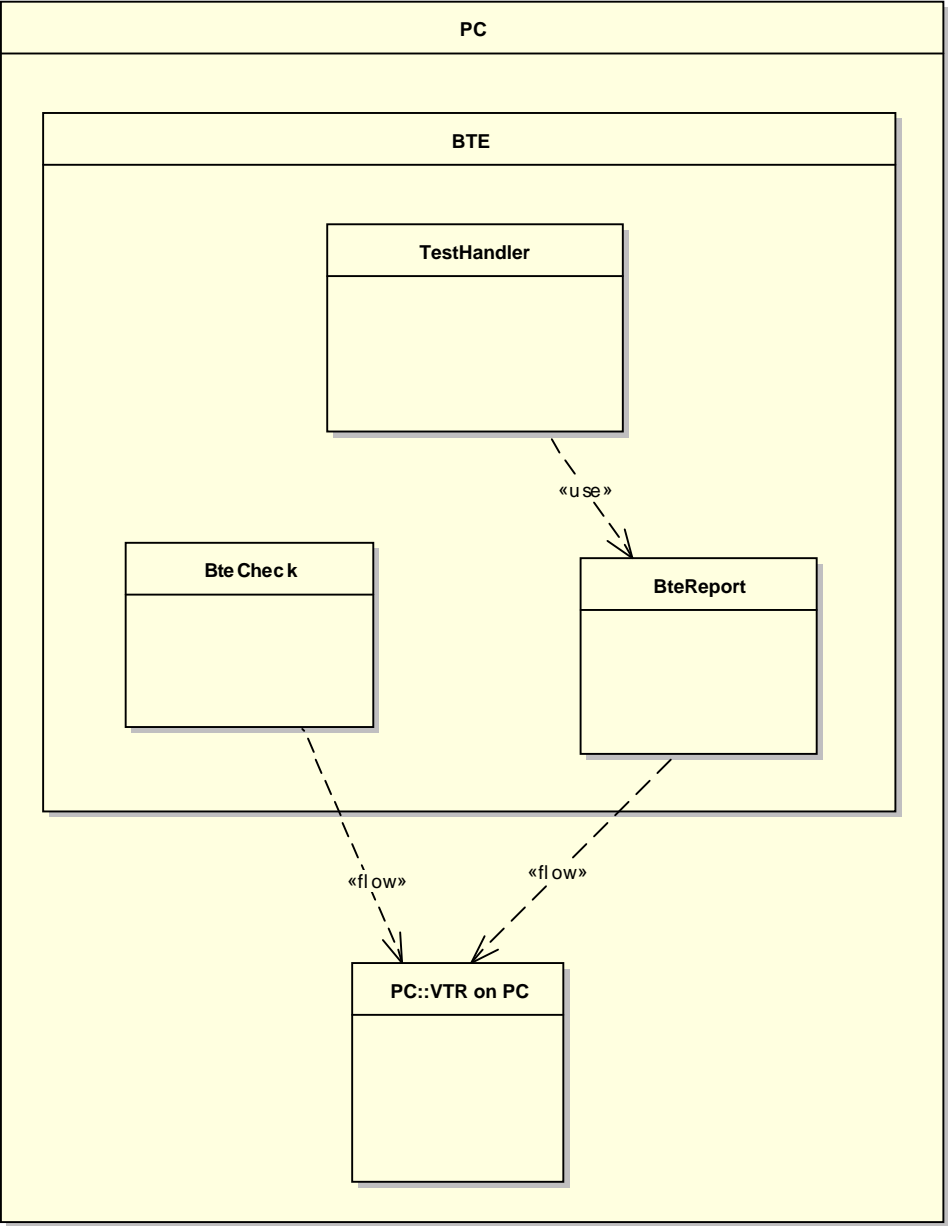 PC
BTE
TestHandler
«use»
BteCheck
BteReport
«flow»
«flow»
PC::VTR on PC